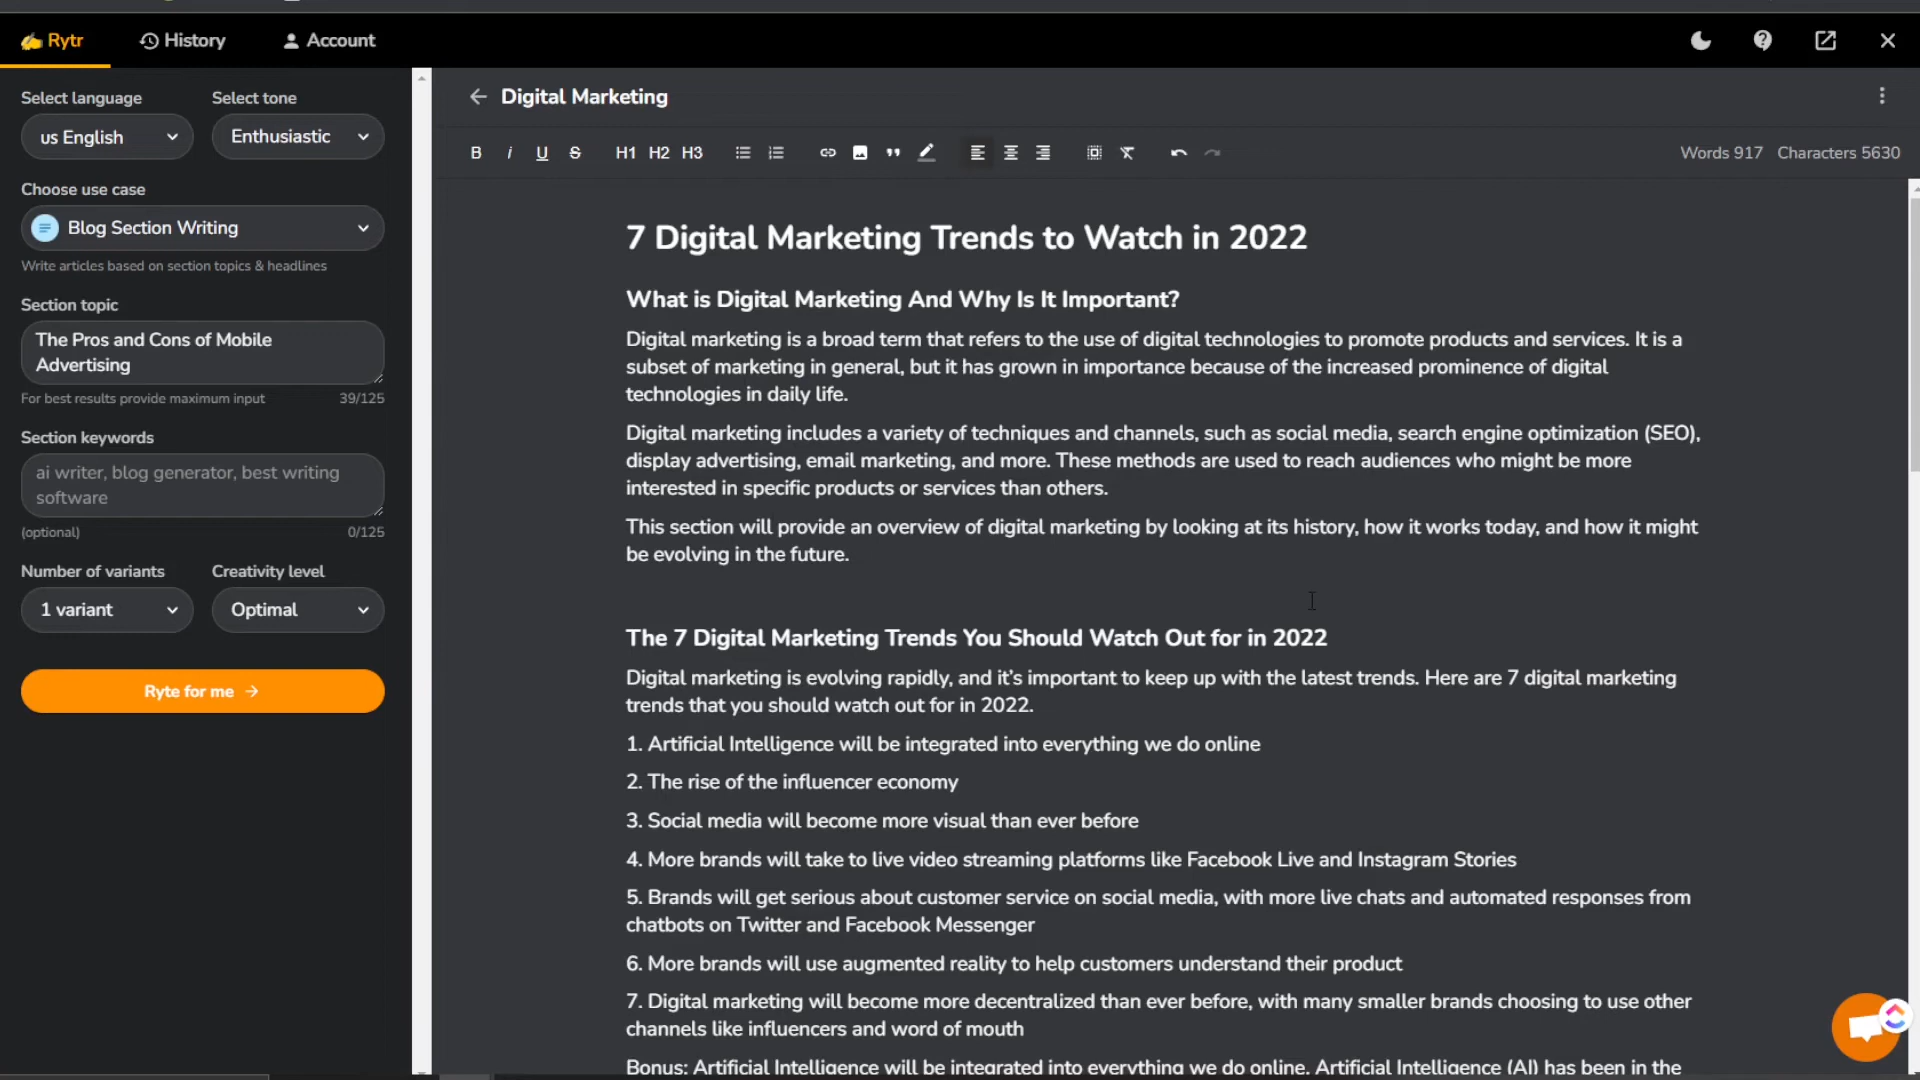 Rytr
History
Account
Select language
Select tone
us English
Enthusiastic
Choose use case
Blog Section Writing
Write articles based on section topics & headlines
Section topic
The Pros and Cons of Mobile
Advertising
For best results provide maximum input
39/125
Section keywords
ai writer, blog generator, best writing
software
(optional)
0/125
Number of variants
Creativity level
1 variant
Optimal
Ryte for me →
Digital Marketing
B i U S H1 H2 H3
Words 917 Characters 5630
7 Digital Marketing Trends to Watch in 2022
What is Digital Marketing And Why Is It Important?
Digital marketing is a broad term that refers to the use of digital technologies to promote products and services. It is a
subset of marketing in general, but it has grown in importance because of the increased prominence of digital
technologies in daily life.
Digital marketing includes a variety of techniques and channels, such as social media, search engine optimization (SEO),
display advertising, email marketing, and more. These methods are used to reach audiences who might be more
interested in specific products or services than others.
This section will provide an overview of digital marketing by looking at its history, how it works today, and how it might
be evolving in the future.
The 7 Digital Marketing Trends You Should Watch Out for in 2022
Digital marketing is evolving rapidly, and it's important to keep up with the latest trends. Here are 7 digital marketing
trends that you should watch out for in 2022.
1. Artificial Intelligence will be integrated into everything we do online
2. The rise of the influencer economy
3. Social media will become more visual than ever before
4. More brands will take to live video streaming platforms like Facebook Live and Instagram Stories
5. Brands will get serious about customer service on social media, with more live chats and automated responses from
chatbots on Twitter and Facebook Messenger
6. More brands will use augmented reality to help customers understand their product
7. Digital marketing will become more decentralized than ever before, with many smaller brands choosing to use other
channels like influencers and word of mouth
Bonus: Artificial Intelligence will be integrated into everything we do online. Artificial Intelligence (AI) has been in the